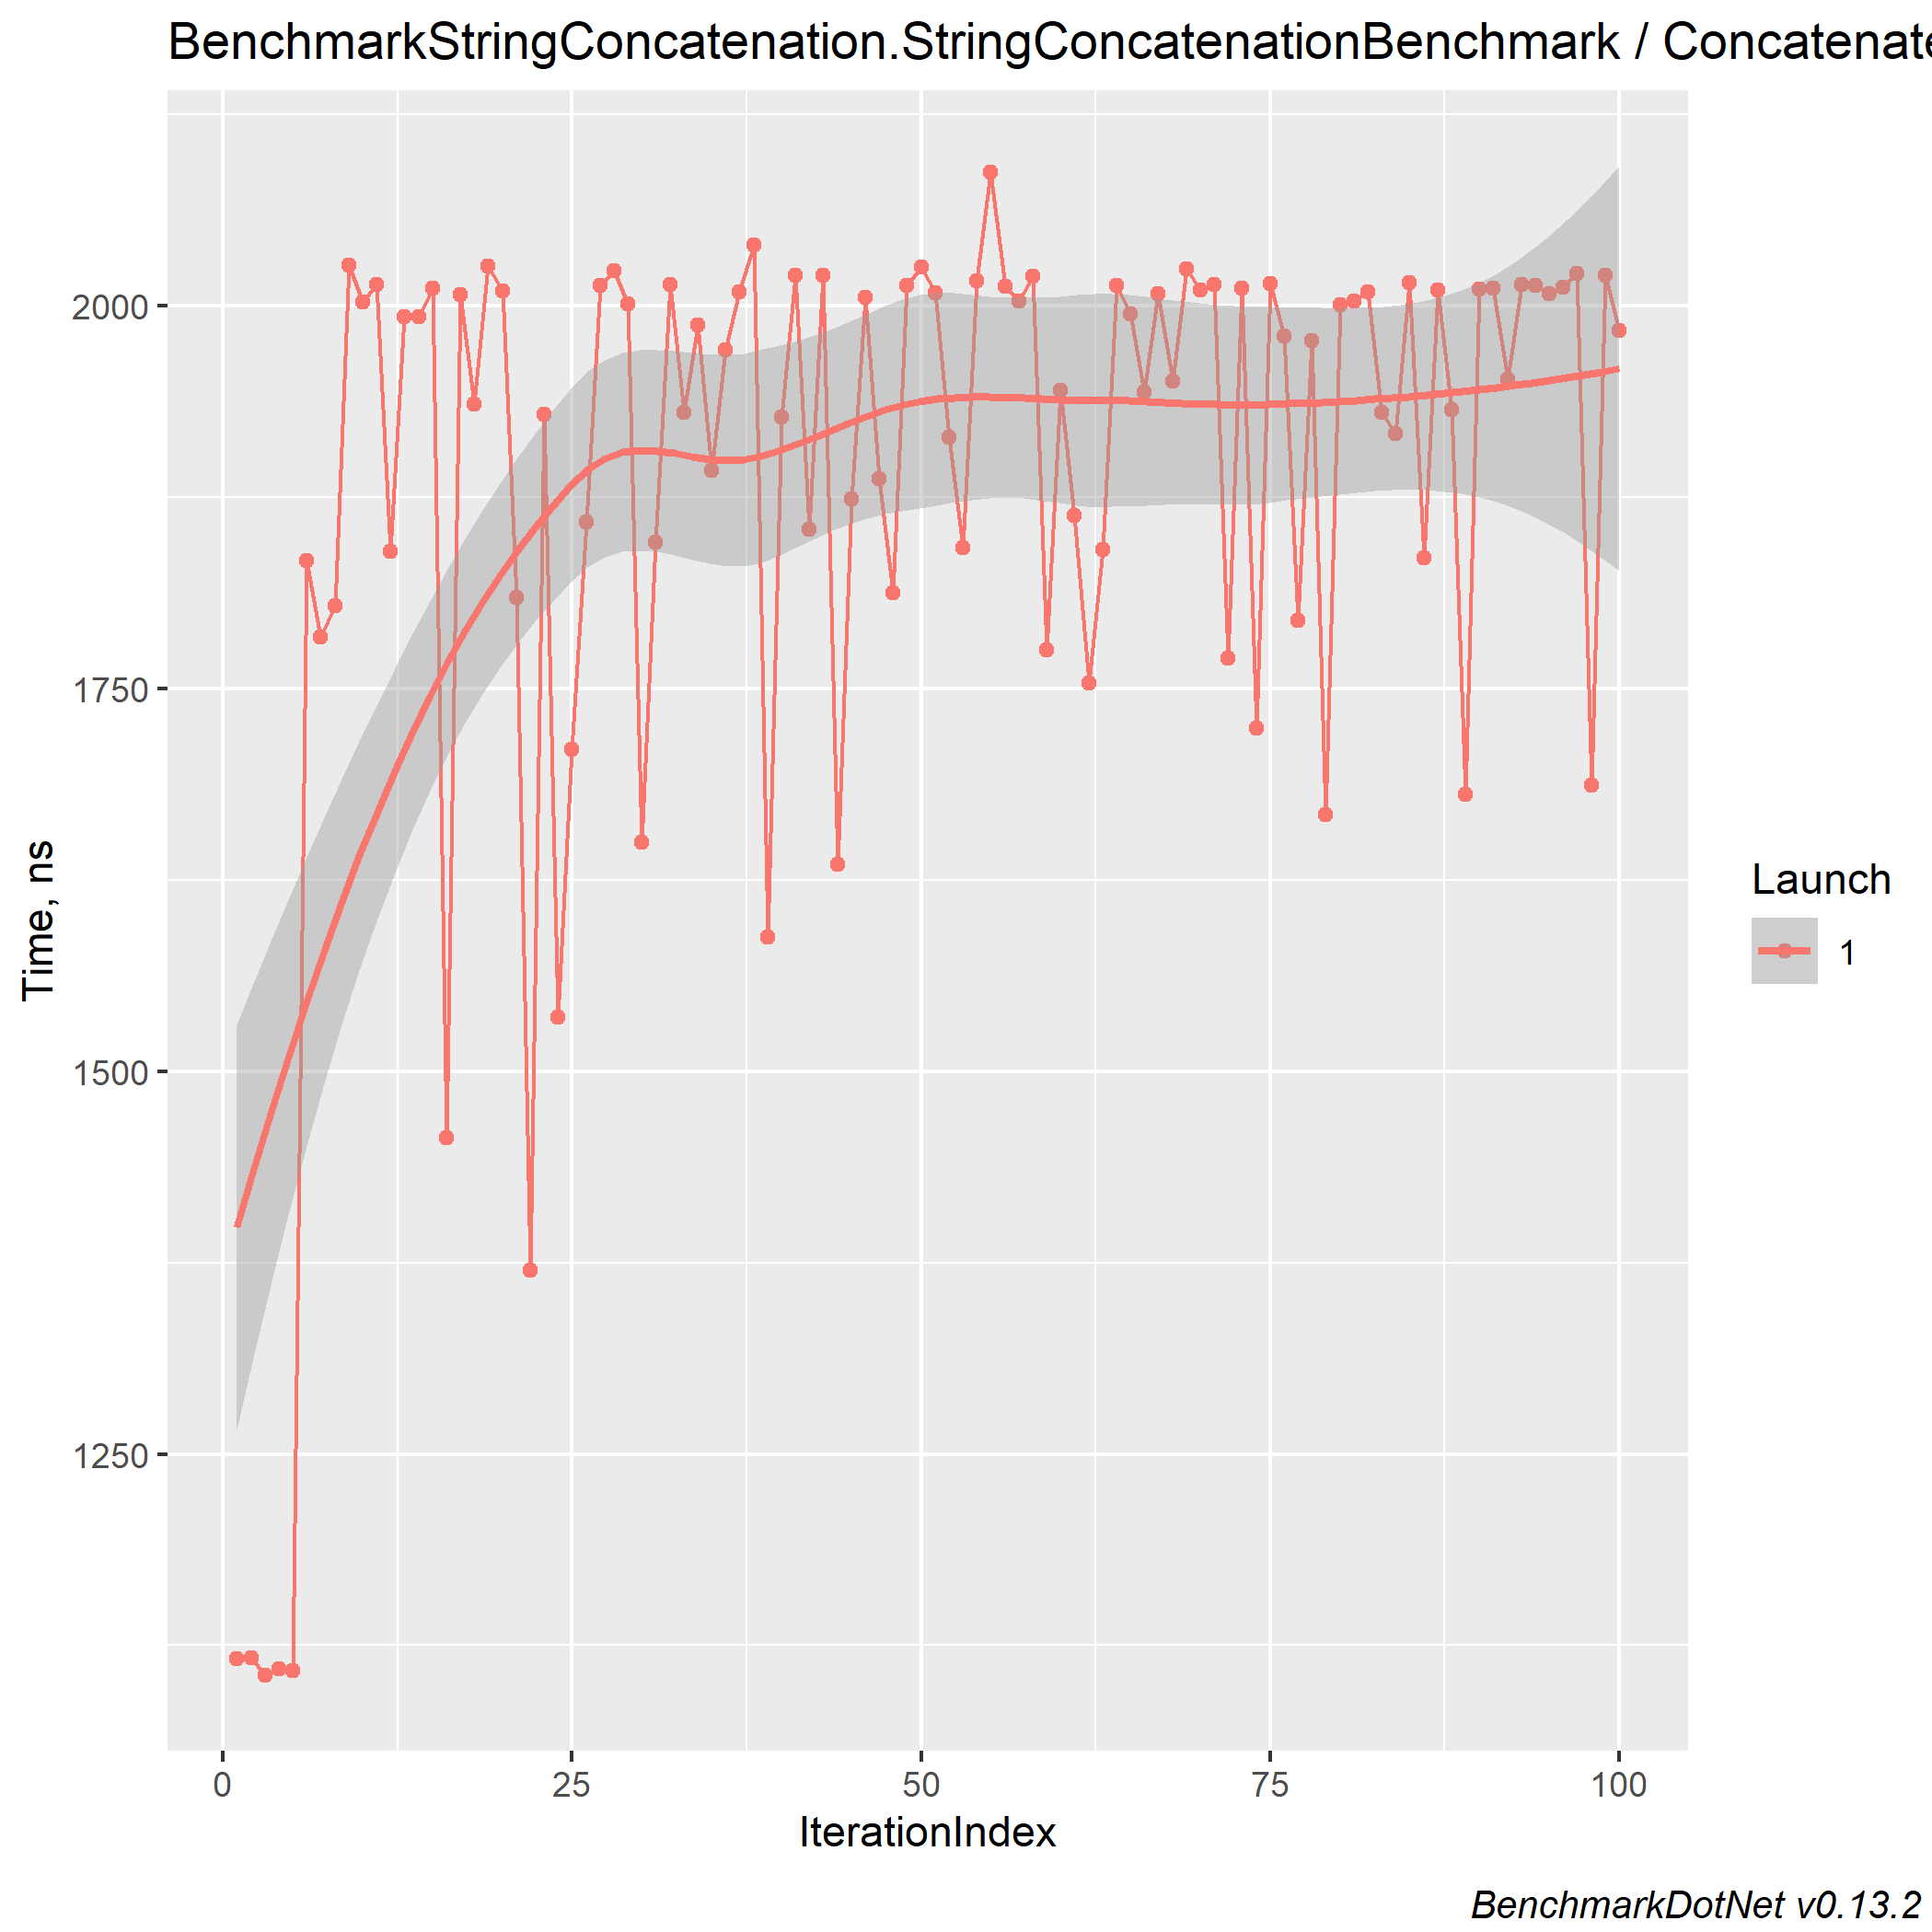 BenchmarkStringConcatenation.StringConcatenationBenchmark / Concatenate
2000
1750
1500
1250
Time, ns
0 25 50 75 100
IterationIndex
Launch
1
BenchmarkDotNet v0.13.2